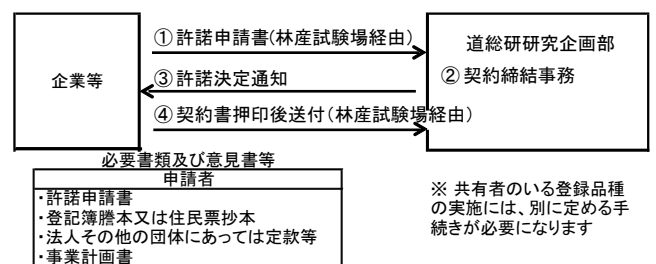 ①許諾申請書(林産試験場経由)
道総研研究企画部
企業等
②契約締結事務
③許諾決定通知
④契約書押印後送付(林産試験場経由)
必要書類及び意見書等
申請者
・許諾申請書
・登記簿謄本又は住民票抄本
・法人その他の団体にあっては定款等
・事業計画書
※ 共有者のいる登録品種
の実施には、別に定める手
続きが必要になります